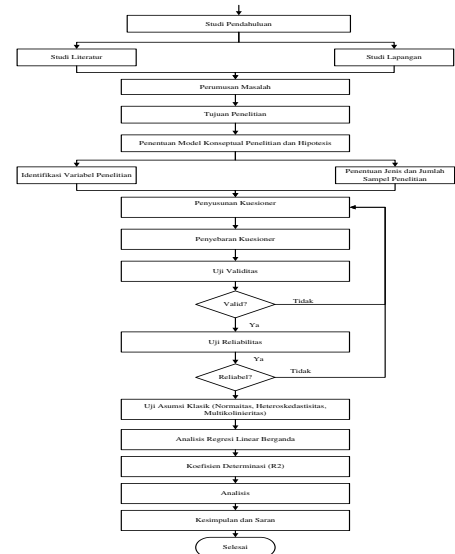 Studi Pendahuluan
Studi Literatur
Studi Lapangan
Perumusan Masalah
Tujuan Penelitian
Penentuan Model Konseptual Penelitian dan Hipotesis
Identifikasi Variabel Penelitian
Penentuan Jenis dan Jumlah
Sampel Penelitian
Penyusunan Kuesioner
Penyebaran Kuesioner
Uji Validitas
Valid?
Tidak
Ya
Uji Reliabilitas
Ya
Reliabel?
Tidak
Uji Asumsi Klasik (Normaitas, Heteroskedastisitas,
Multikolinieritas)
Analisis Regresi Linear Berganda
Koefisien Determinasi (R2)
Analisis
Kesimpulan dan Saran
Selesai